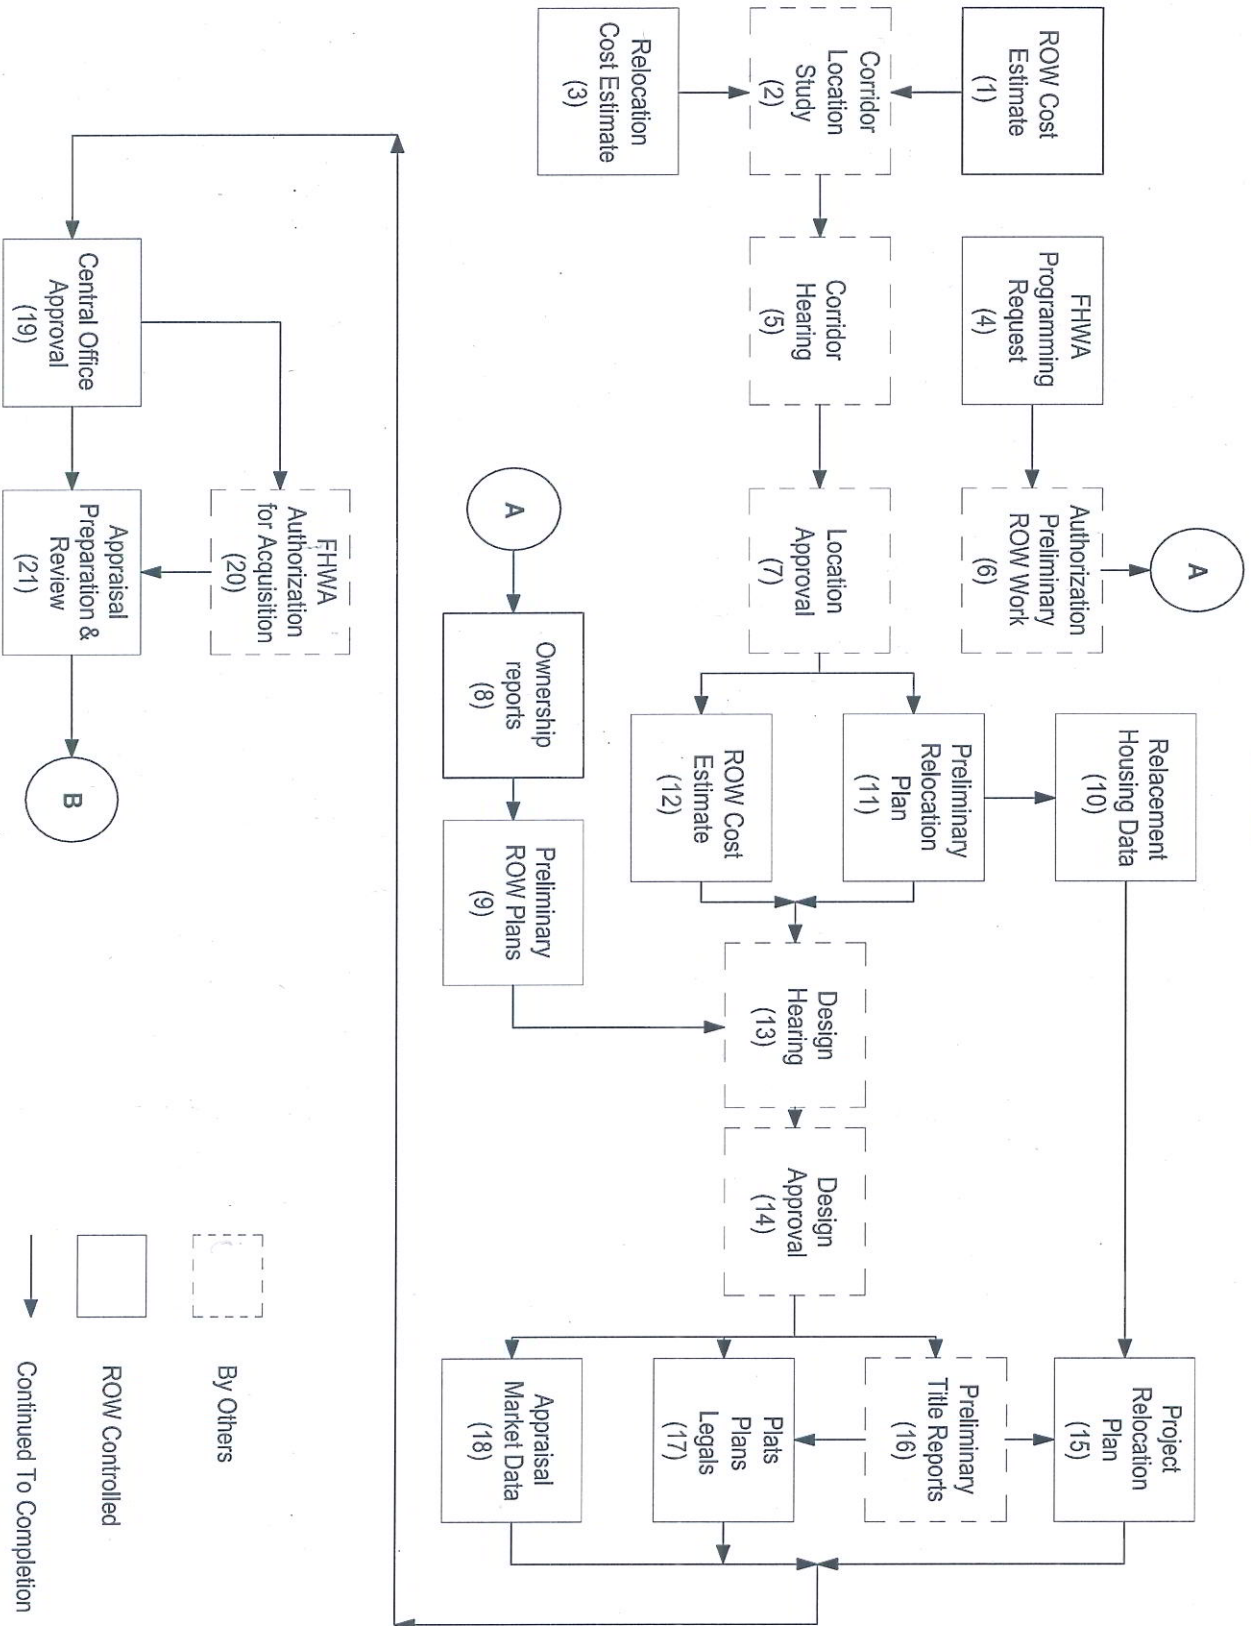 ROW Cost
Estimate
(1)
Corridor
Location
Study
(2)
Relocation
Cost Estimate
(3)
FHWA
Programming
Request
(4)
Corridor
Hearing
(5)
Authorization
Preliminary
ROW Work
(6)
A
Location
Approval
(7)
A
Ownership
reports
(8)
Preliminary
ROW Plans
(9)
Relacement
Housing Data
(10)
Preliminary
Relocation
Plan
(11)
ROW Cost
Estimate
(12)
Design
Hearing
(13)
Design
Approval
(14)
Project
Relocation
Plan
(15)
Preliminary
Title Reports
(16)
Plats
Plans
Legals
(17)
Appraisal
Market Data
(18)
Central Office
Approval
(19)
FHWA
Authorization
for Acquisition
(20)
Appraisal
Preparation &
Review
(21)
B
By Others
ROW Controlled
Continued To Completion